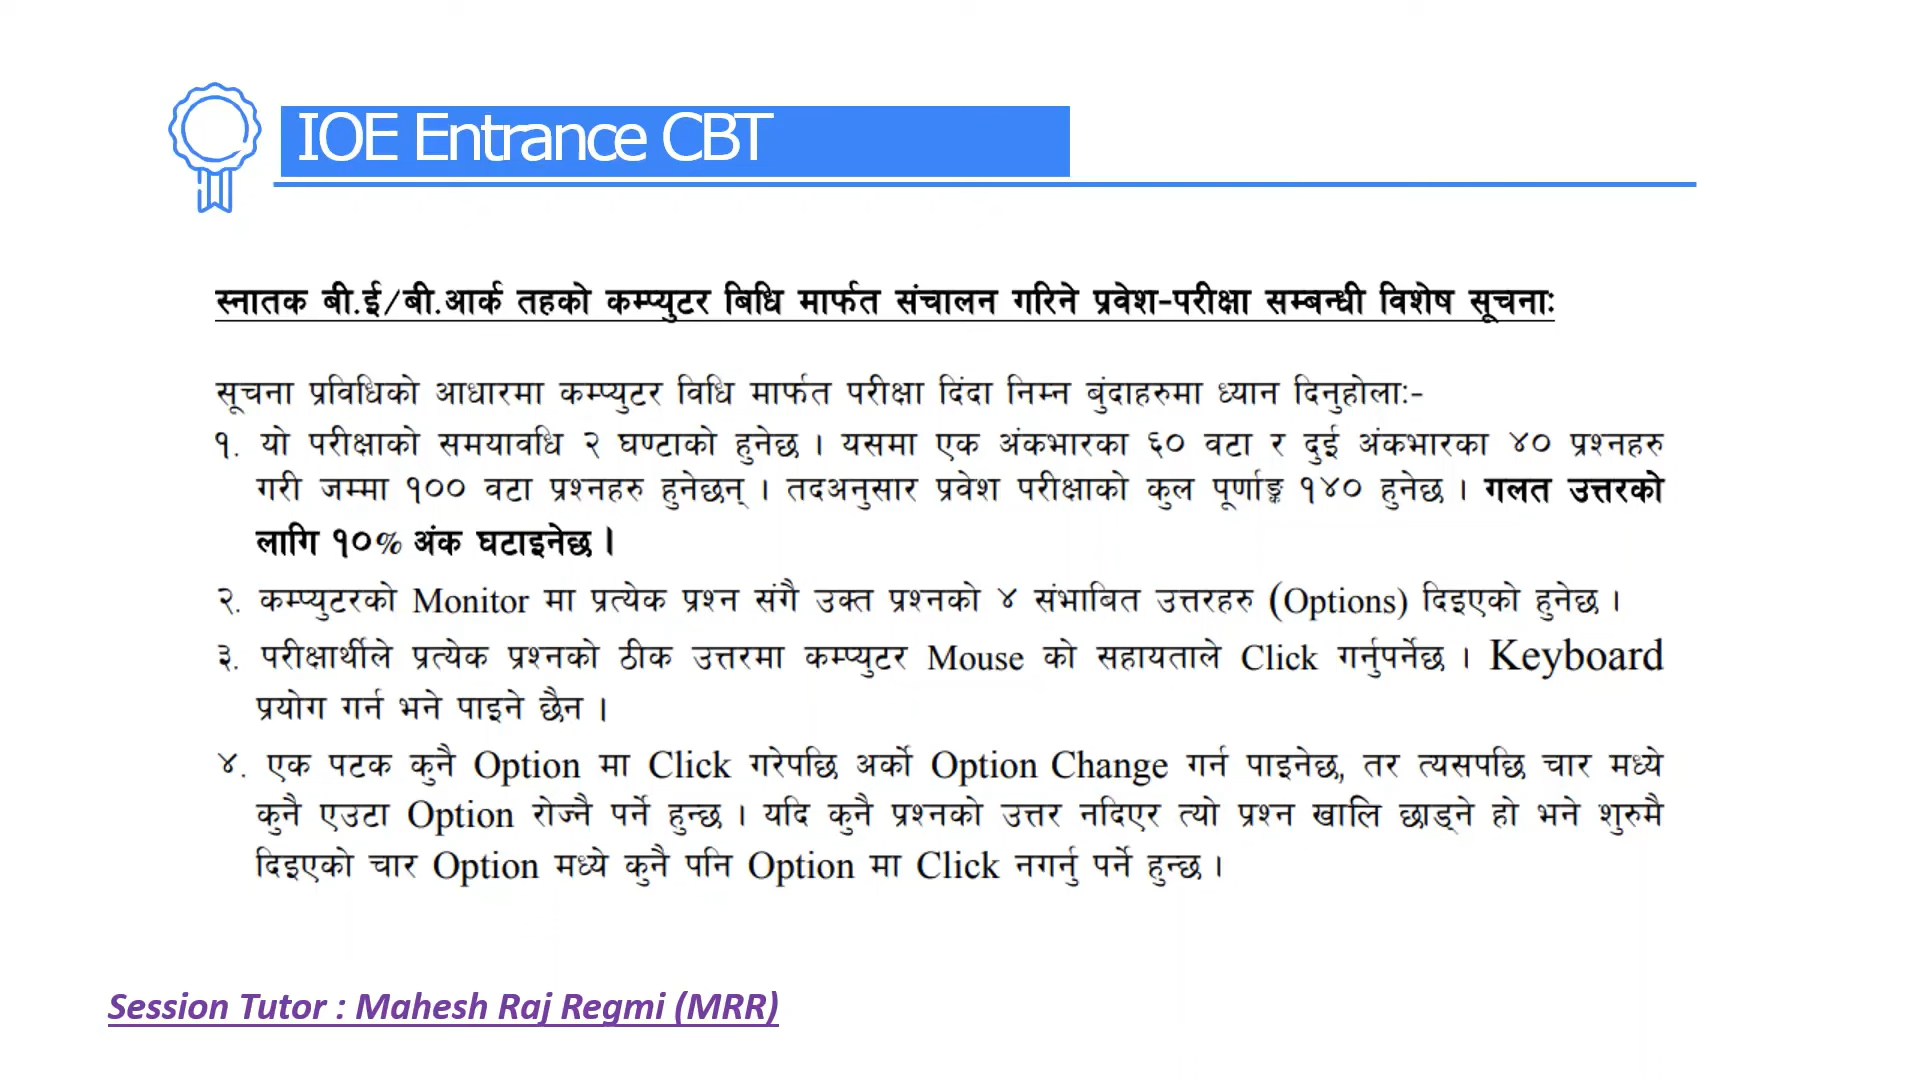 IOE Entrance CBT
स्नातक बी.ई/बी.आर्क तहको कम्प्युटर बिधि मार्फत संचालन गरिने प्रवेश-परीक्षा सम्बन्धी विशेष सूचनाः
सूचना प्रविधिको आधारमा कम्प्युटर विधि मार्फत परीक्षा दिंदा निम्न बुंदाहरुमा ध्यान दिनुहोलाः-
१. यो परीक्षाको समयावधि २ घण्टाको हुनेछ । यसमा एक अंकभारका ६० वटा र दुई अंकभारका ४० प्रश्नहरु
गरी जम्मा १०० वटा प्रश्नहरु हुनेछन् । तदअनुसार प्रवेश परीक्षाको कुल पूर्णाङ्क १४० हुनेछ । गलत उत्तरको
लागि १०% अंक घटाइनेछ ।
२. कम्प्युटरको Monitor मा प्रत्येक प्रश्न संगै उक्त प्रश्नको ४ संभाबित उत्तरहरु (Options) दिइएको हुनेछ ।
३. परीक्षार्थीले प्रत्येक प्रश्नको ठीक उत्तरमा कम्प्युटर Mouse को सहायताले Click गर्नुपर्नेछ । Keyboard
प्रयोग गर्न भने पाइने छैन ।
४. एक पटक कुनै Option मा Click गरेपछि अर्को Option Change गर्न पाइनेछ, तर त्यसपछि चार मध्ये
कुनै एउटा Option रोज्नै पर्ने हुन्छ । यदि कुनै प्रश्नको उत्तर नदिएर त्यो प्रश्न खालि छाड्ने हो भने शुरुमै
दिइएको चार Option मध्ये कुनै पनि Option मा Click नगर्नु पर्ने हुन्छ ।
Session Tutor : Mahesh Raj Regmi (MRR)